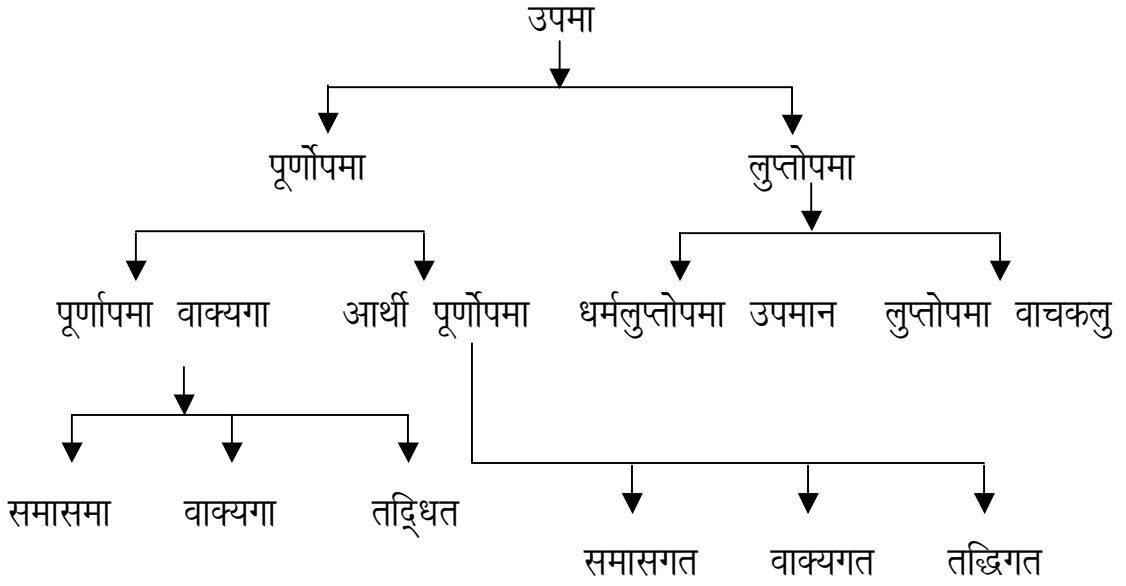 उपमा
पूर्णोपमा लुप्तोपमा
पूर्णापमा वाक्यगा आर्थी पूर्णोपमा धर्मलुप्तोपमा उपमान लुप्तोपमा वाचकलु
समासमा वाक्यगा तद्धित
समासगत वाक्यगत तद्धिगत